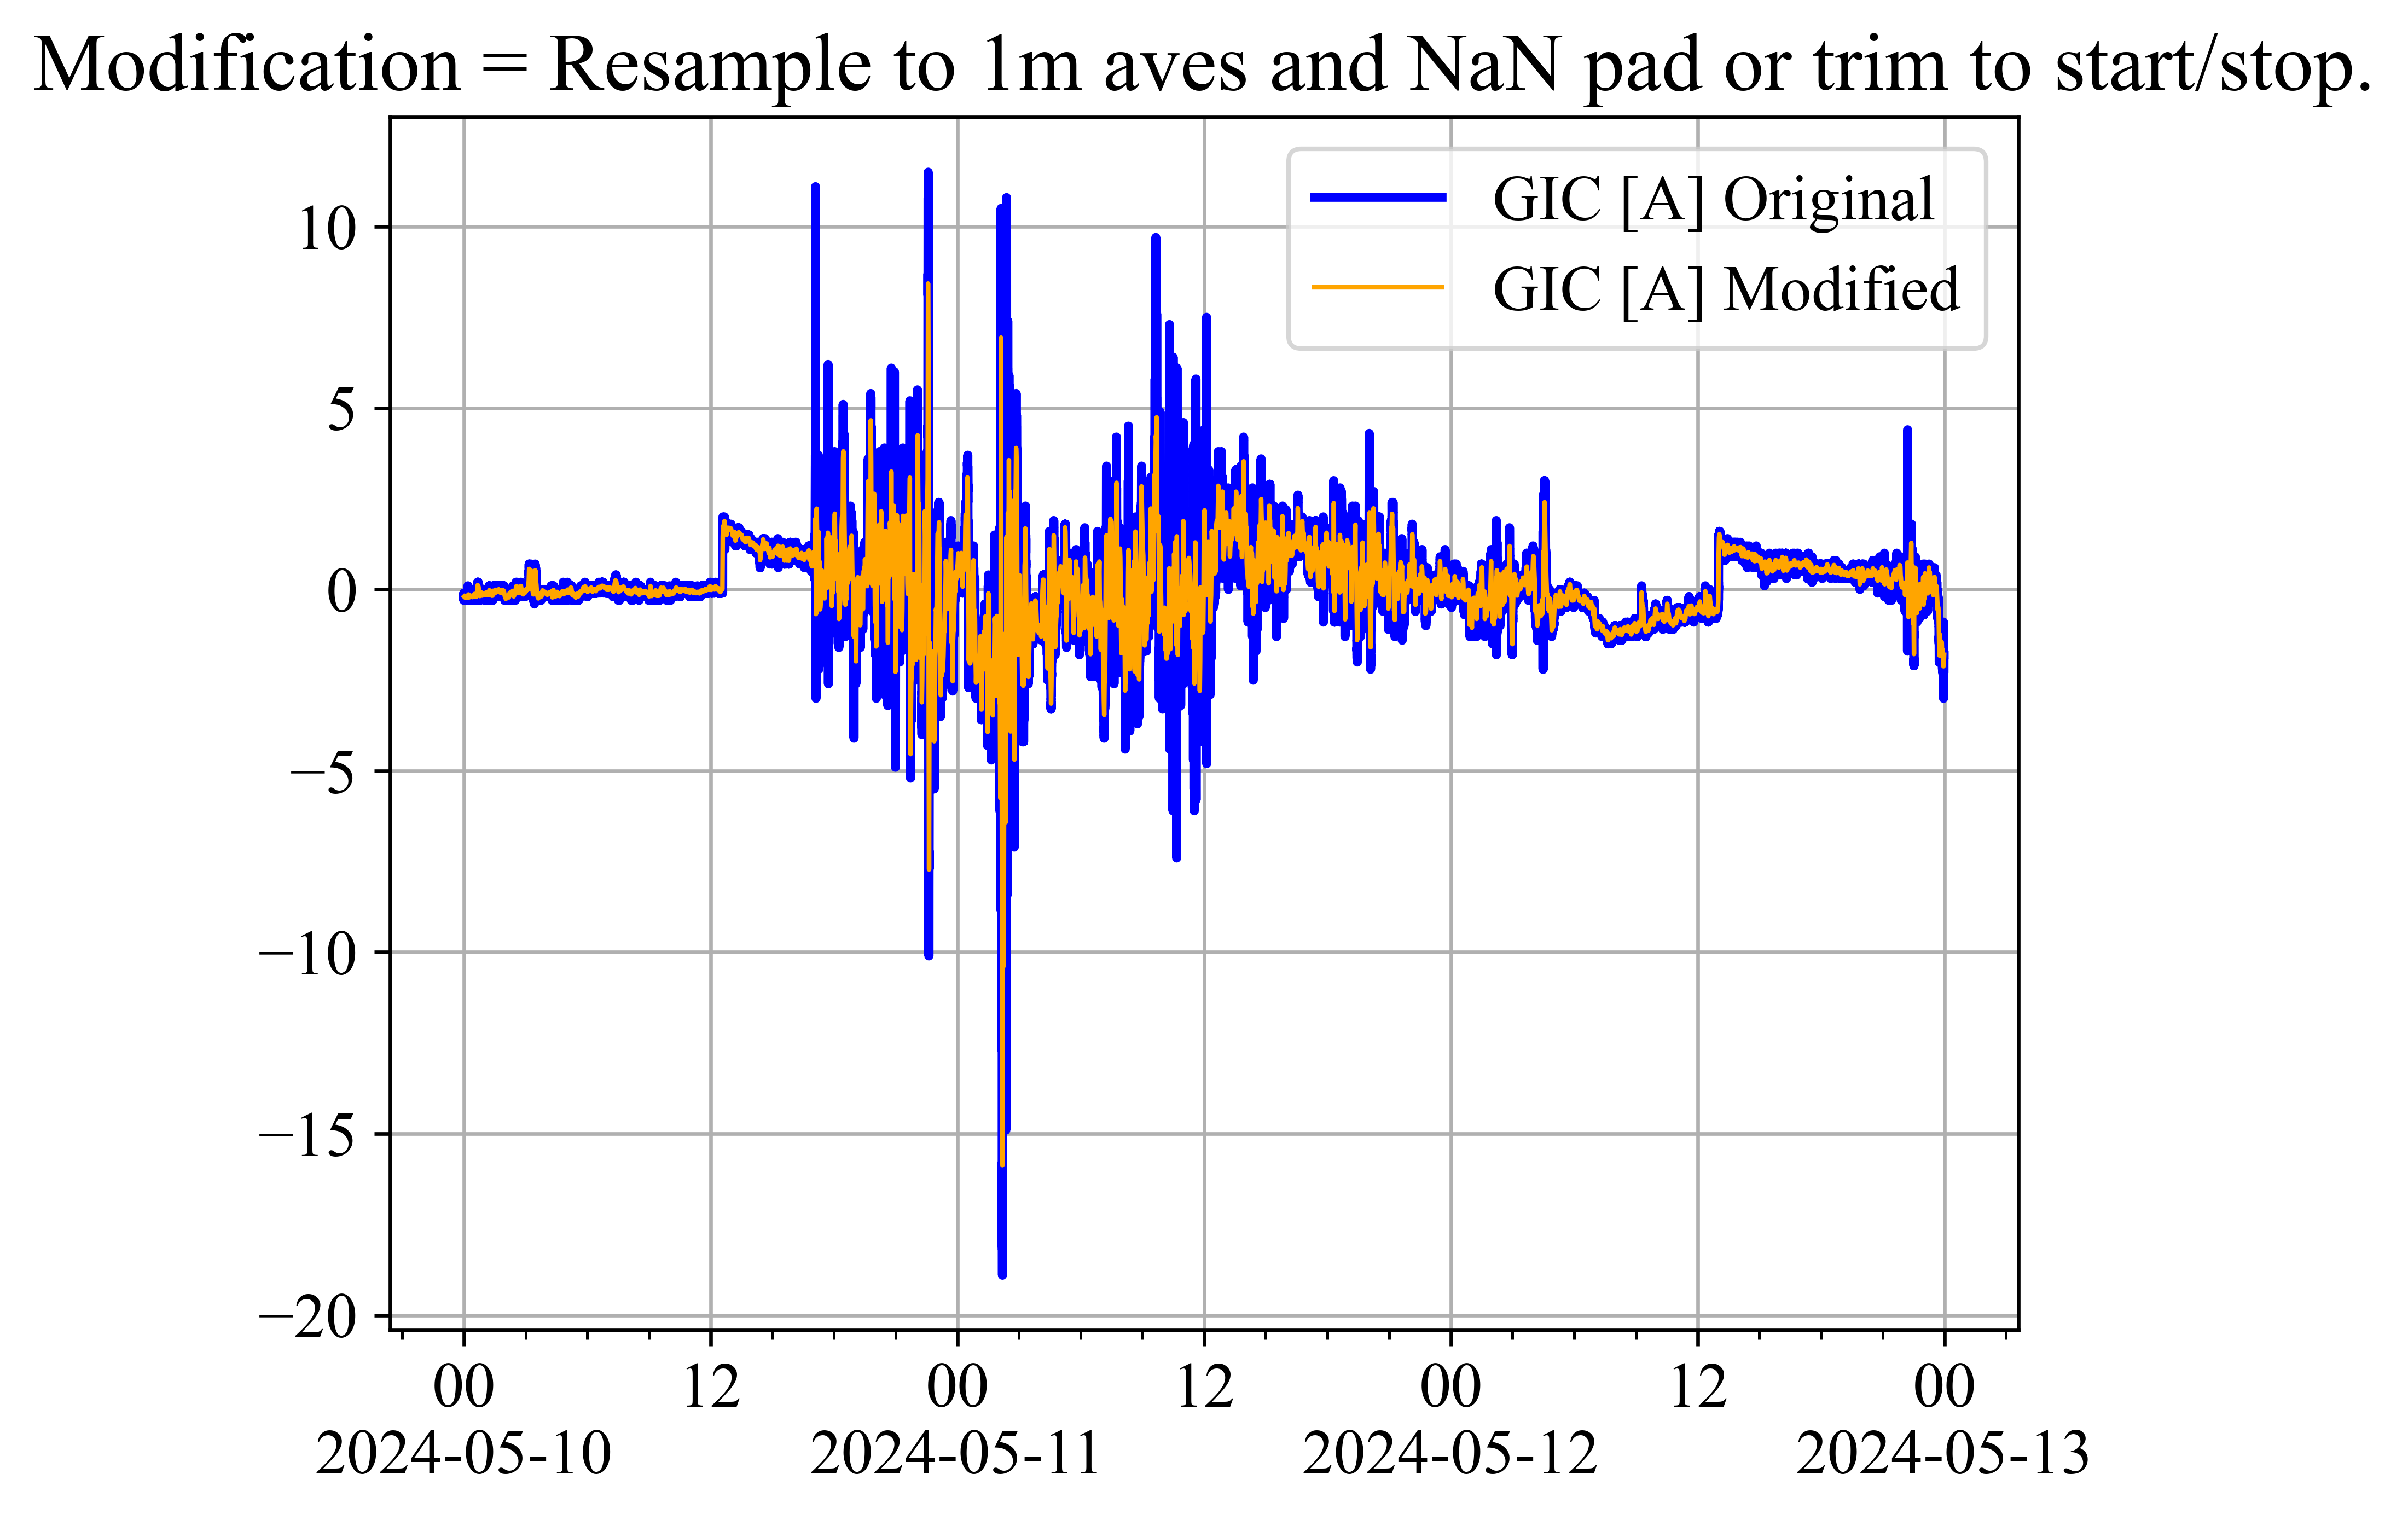 Modification = Resample to 1m aves and NaN pad or trim to start/stop.
GIC [A] Original
GIC [A] Modified
10
5
0
−5
−10
−15
−20
00 12 00 12 00 12 00
2024-05-10 2024-05-11 2024-05-12 2024-05-13